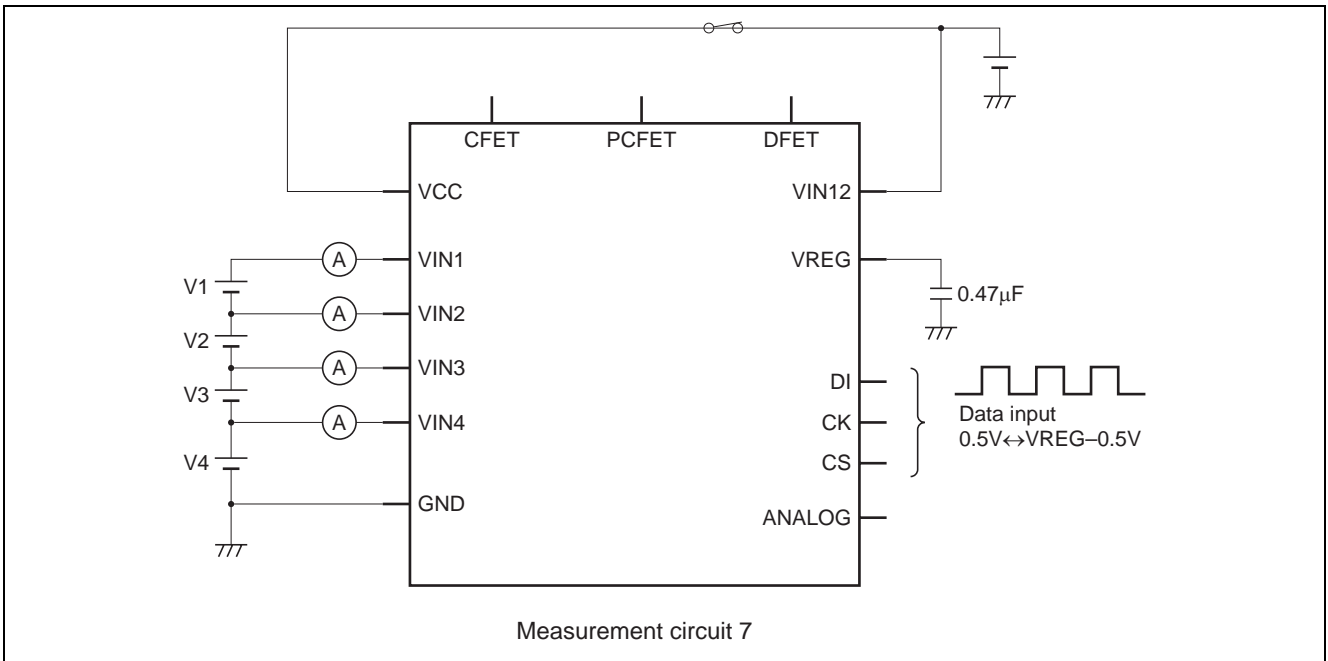 CFET PCFET DFET
VCC VIN12
A VIN1 VREG
V1 0.47μF
A VIN2
V2
A VIN3
DI
V3
Data input
A VIN4 CK
0.5V↔VREG–0.5V
V4 CS
GND
ANALOG
Measurement circuit 7